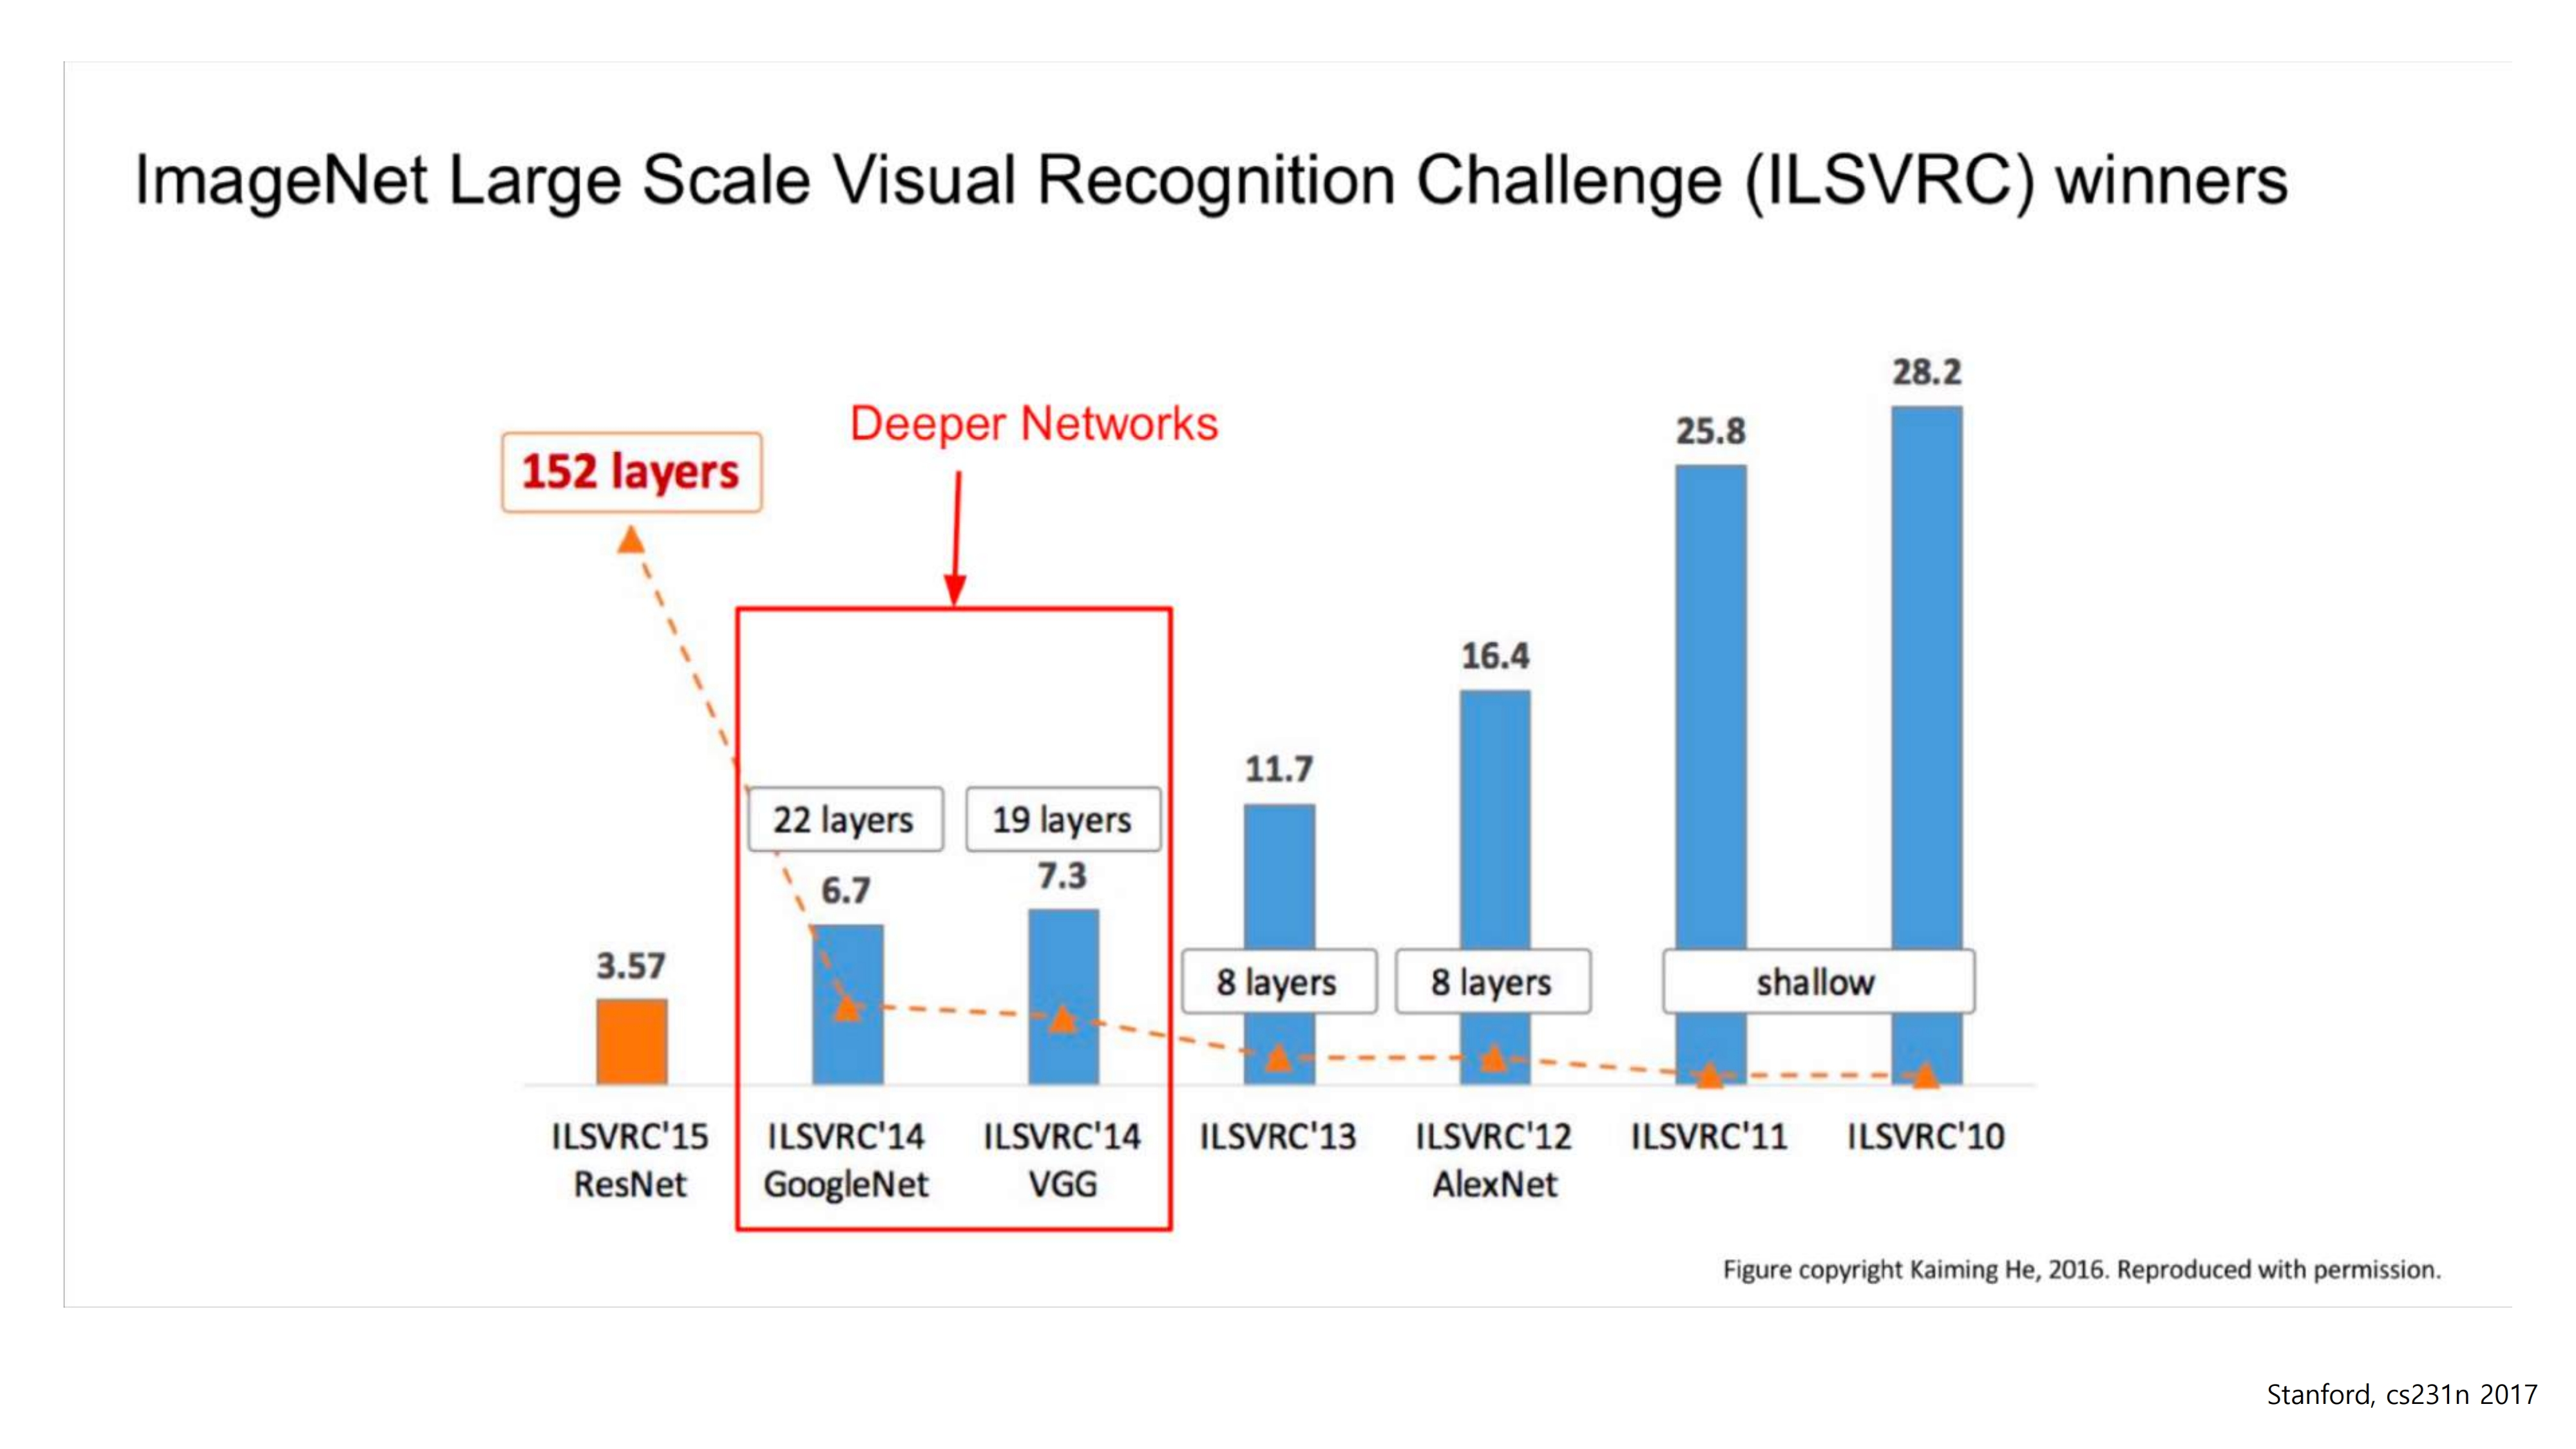 ImageNet Large Scale Visual Recognition Challenge (ILSVRC) winners
28.2
Deeper Networks
25.8
152 layers
16.4
11.7
22 layers
19 layers
7.3
6.7
3.57
8 layers
8 layers
shallow
ILSVRC'15
ResNet
ILSVRC'14
GoogleNet
ILSVRC'14
VGG
ILSVRC'13
ILSVRC'12
AlexNet
ILSVRC'11
ILSVRC'10
Figure copyright Kaiming He, 2016. Reproduced with permission.
Stanford, cs231n 2017